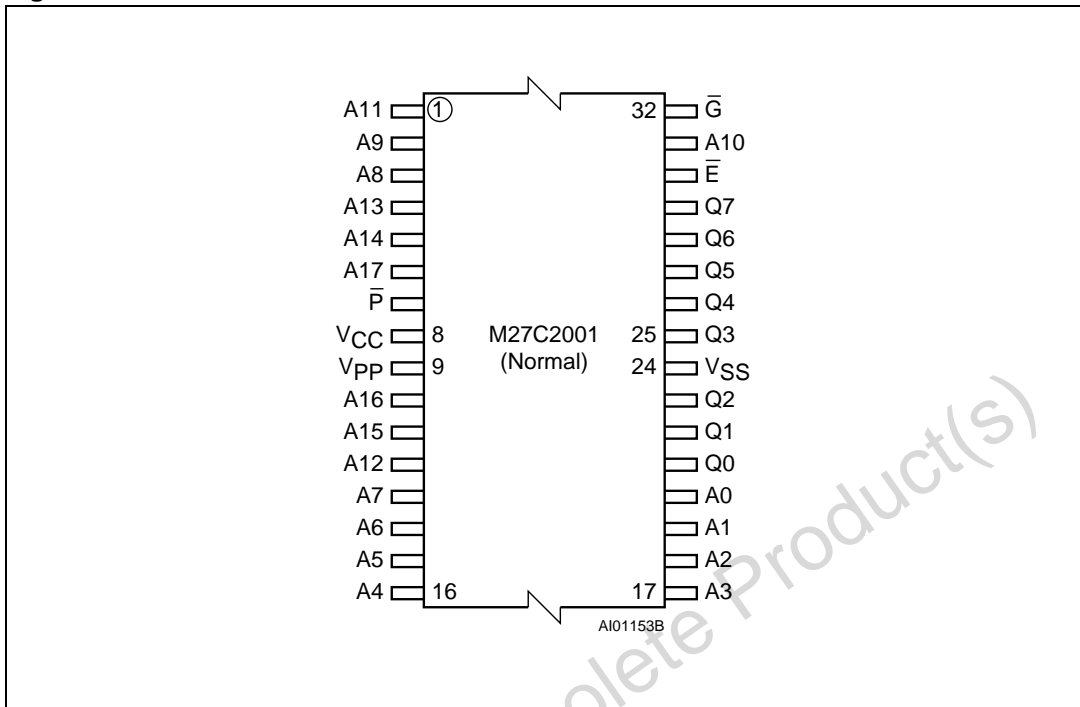 A11 1 32 G̅
A9 A10
A8 E̅
A13 Q7
A14 Q6
A17 Q5
P̅ Q4
VCC 8 M27C2001 25 Q3
VPP 9 (Normal) 24 VSS
A16 Q2
A15 Q1
A12 Q0
A7 A0
A6 A1
A5 A2
A4 16 17 A3
AI01153B
Product(s)